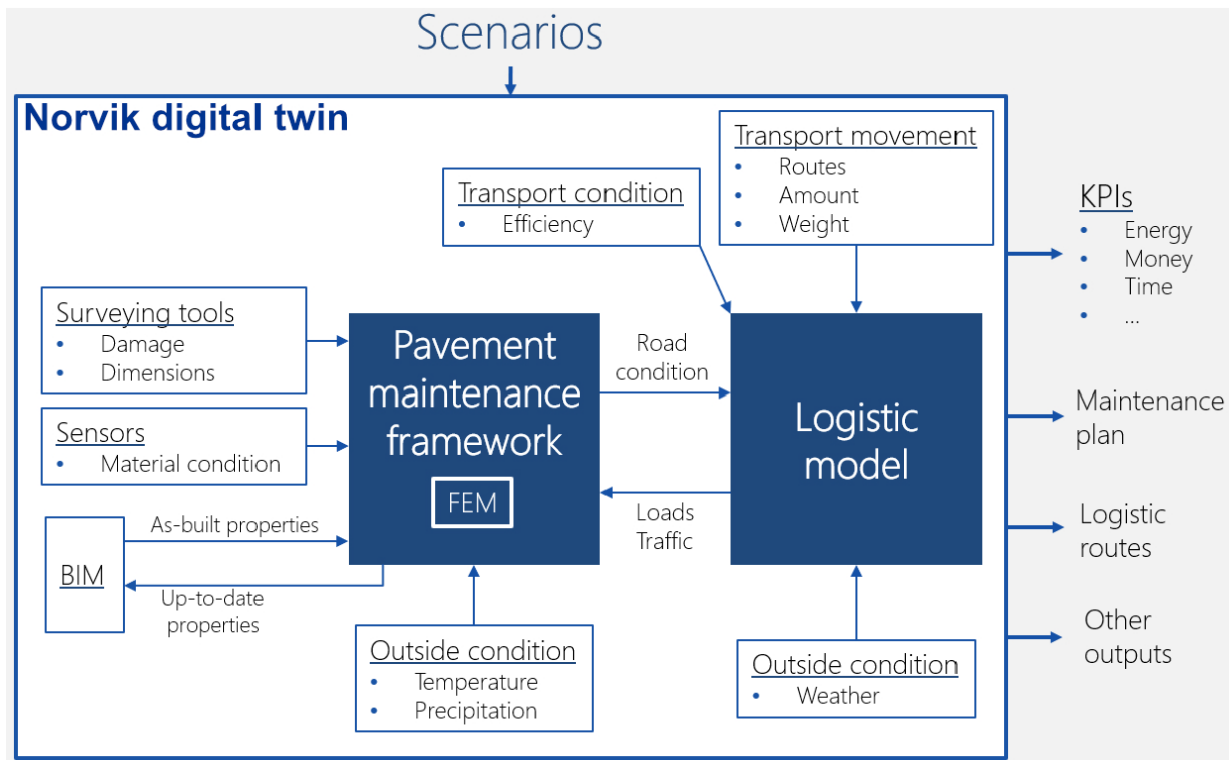 Scenarios
Norvik digital twin
Transport movement
• Routes
• Amount
• Weight
Transport condition
• Efficiency
KPIs
• Energy
• Money
• Time
• ...
Surveying tools
• Damage
• Dimensions
Sensors
• Material condition
Pavement
maintenance
framework
FEM
Road
condition
Loads
Traffic
Logistic
model
Maintenance
plan
Logistic
routes
Other
outputs
BIM
As-built properties
Up-to-date
properties
Outside condition
• Temperature
• Precipitation
Outside condition
• Weather